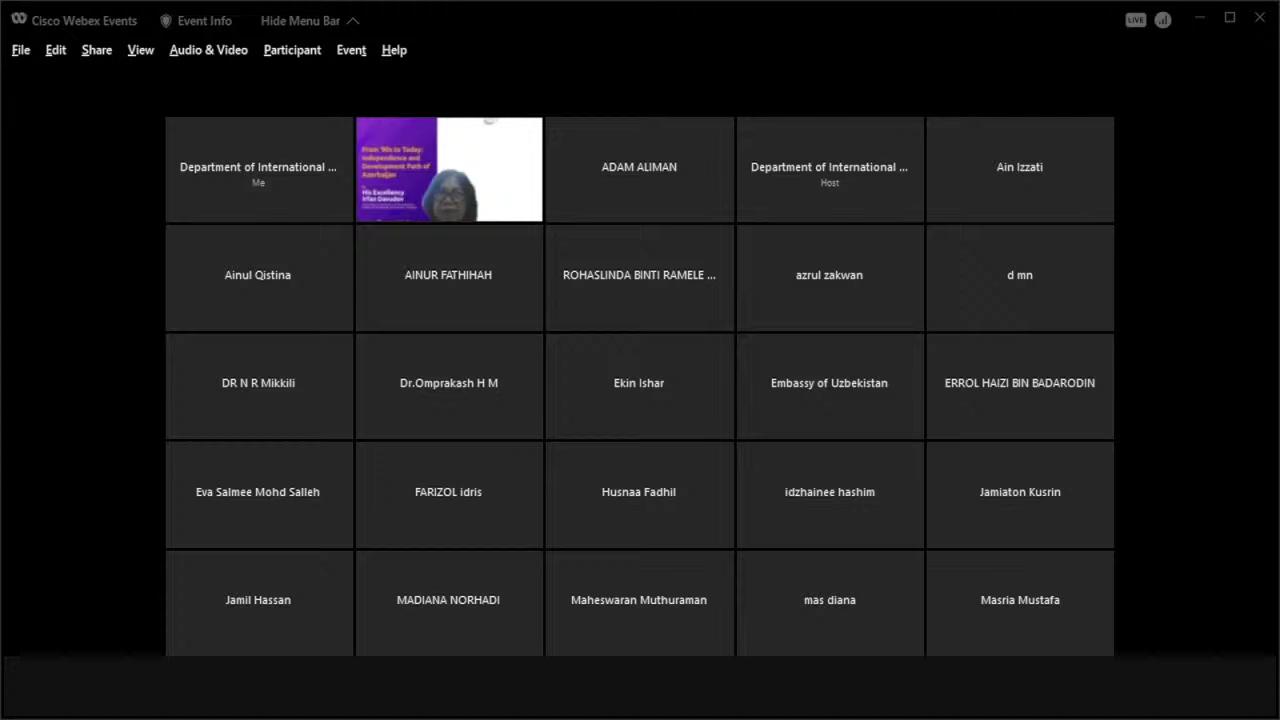 Cisco Webex Events Event Info Hide Menu Bar LIVE
File Edit Share View Audio & Video Participant Event Help
Department of International ...
Me
From '90s to Today:
Independence and
Development Path of
Azerbaijan
His Excellency
Irfan Davudov
ADAM ALIMAN
Department of International ...
Host
Ain Izzati
Ainul Qistina
AINUR FATHIHAH
ROHASLINDA BINTI RAMELE ...
azrul zakwan
d mn
DR N R Mikkili
Dr.Omprakash H M
Ekin Ishar
Embassy of Uzbekistan
ERROL HAIZI BIN BADARODIN
Eva Salmee Mohd Salleh
FARIZOL idris
Husnaa Fadhil
idzhainee hashim
Jamiaton Kusrin
Jamil Hassan
MADIANA NORHADI
Maheswaran Muthuraman
mas diana
Masria Mustafa